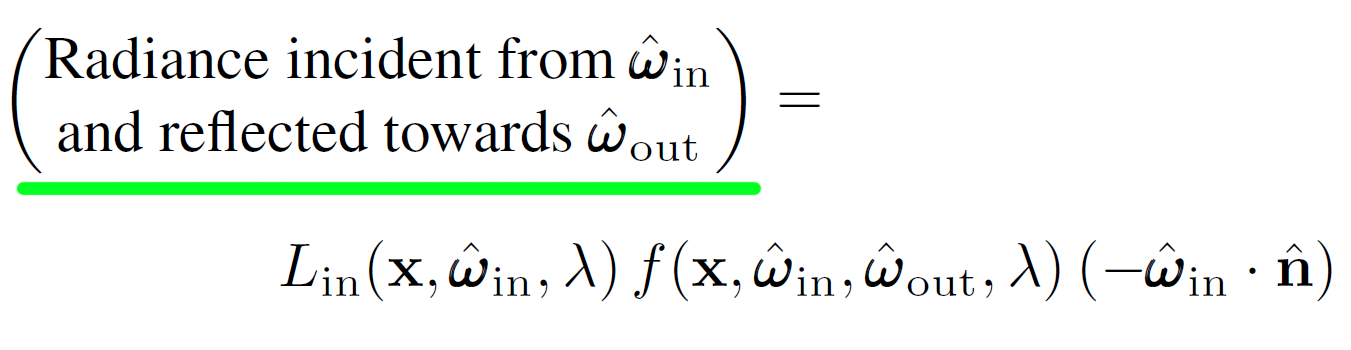 (Radiance incident from ω̂_in
and reflected towards ω̂_out) =
L_in(x, ω̂_in, λ) f(x, ω̂_in, ω̂_out, λ) (−ω̂_in · n̂)